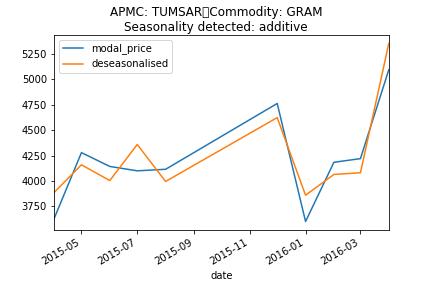 APMC: TUMSAR▯Commodity: GRAM
Seasonality detected: additive
modal_price
deseasonalised
5250
5000
4750
4500
4250
4000
3750
2015-05
2015-07
2015-09
2015-11
2016-01
2016-03
date